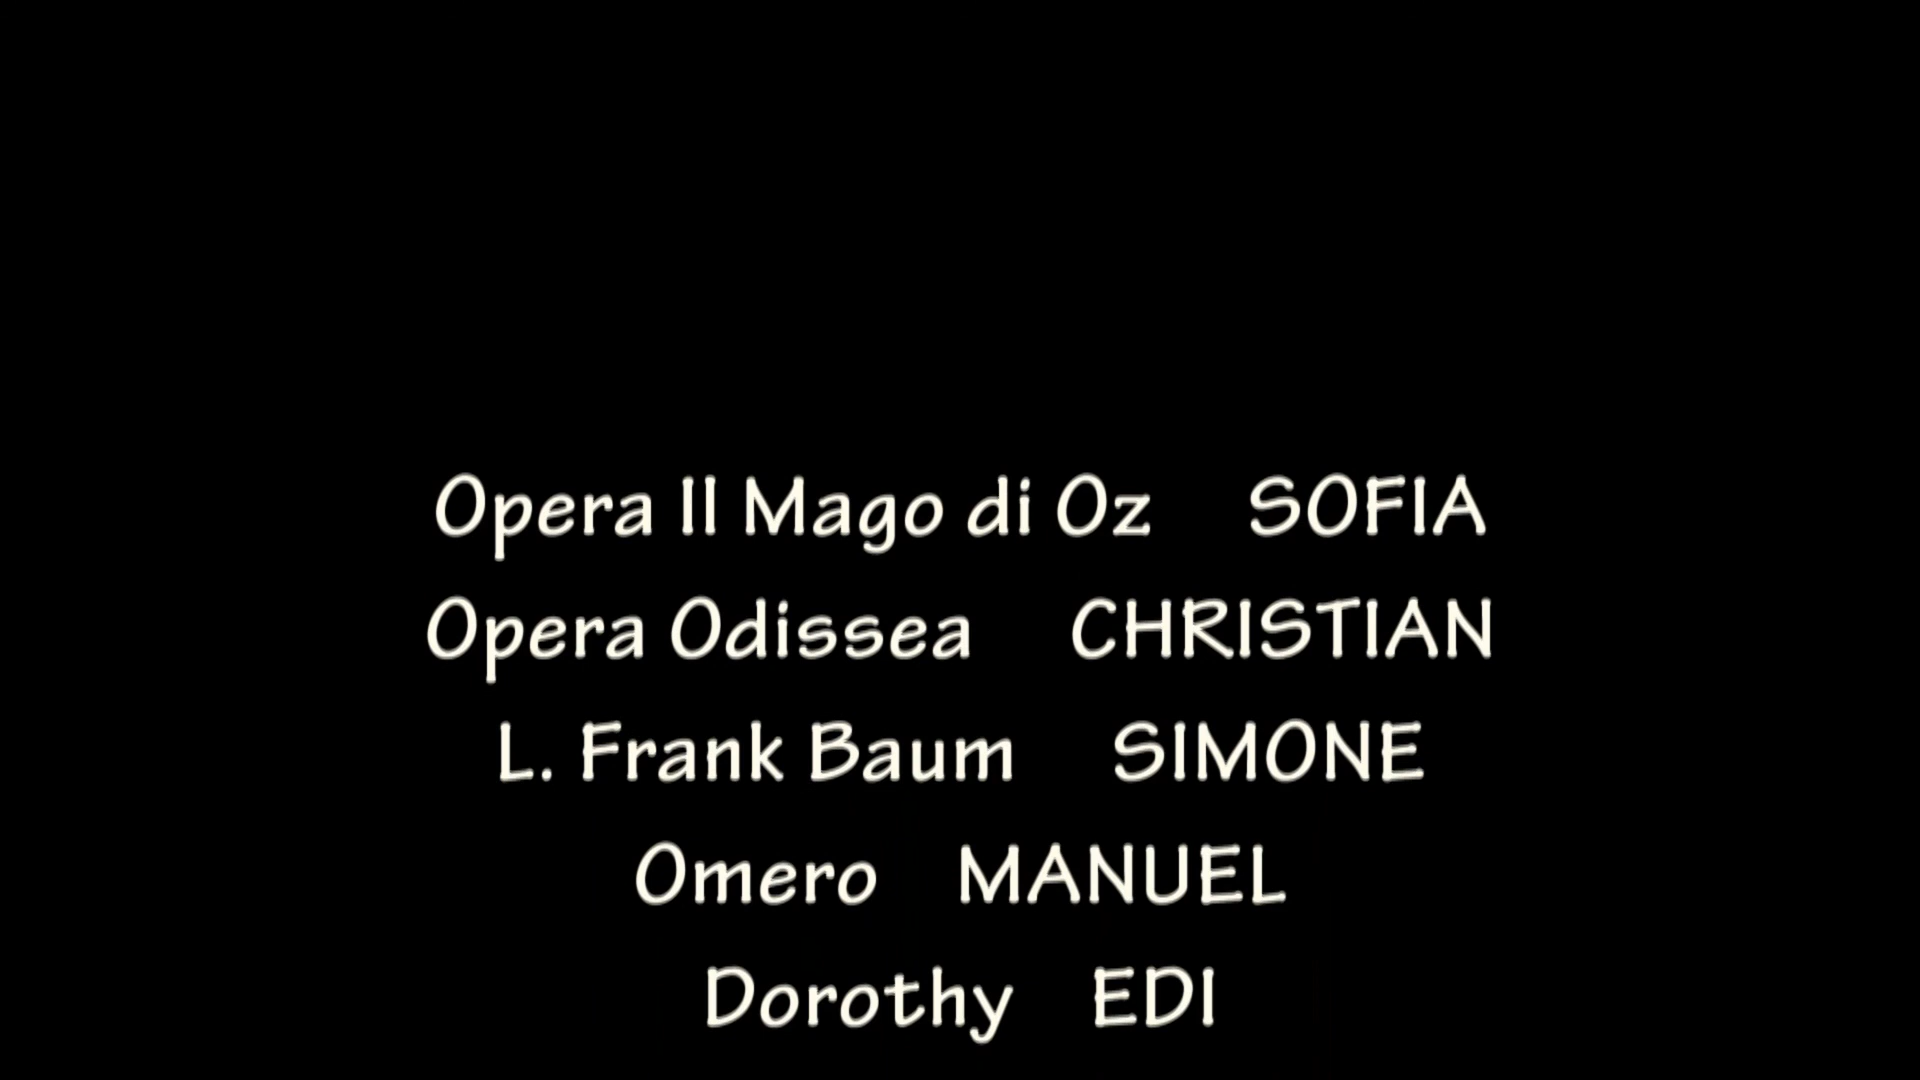 Opera Il Mago di Oz SOFIA
Opera Odissea CHRISTIAN
L. Frank Baum SIMONE
Omero MANUEL
Dorothy EDI